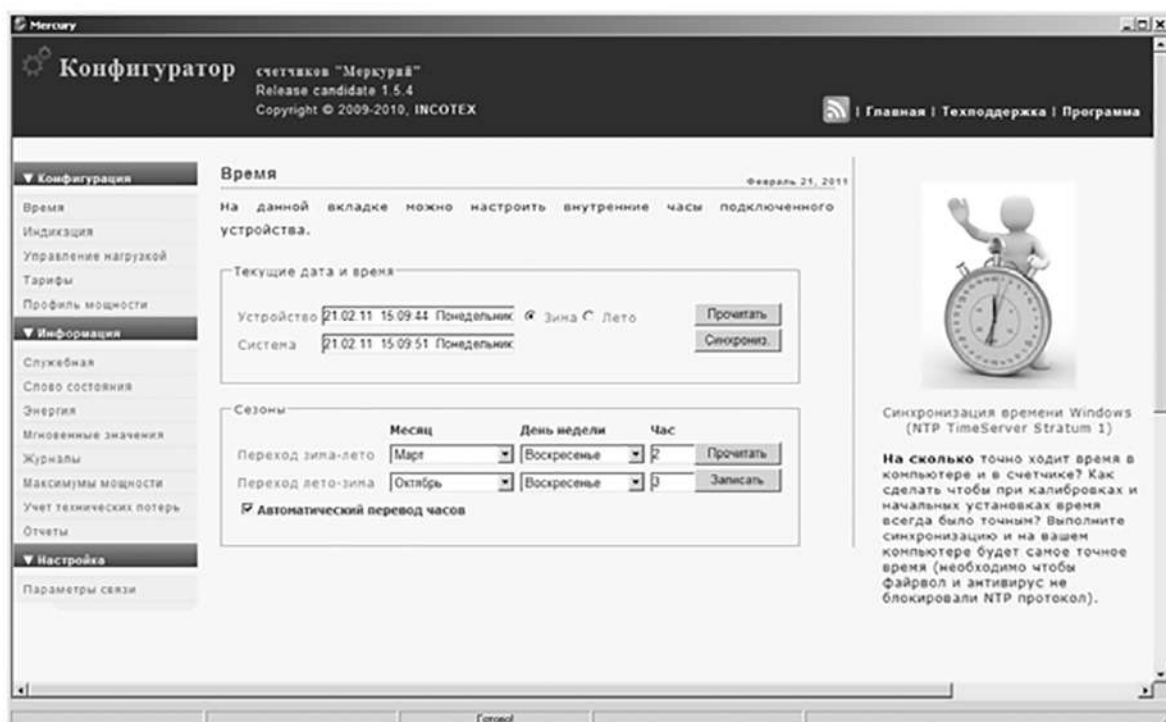 Mercury
Конфигуратор счетчиков "Меркурий"
Release candidate 1.5.4
Copyright © 2009-2010, INCOTEX
| Главная | Техподдержка | Программа
▼ Конфигурация
Время
Индикация
Управление нагрузкой
Тарифы
Профиль мощности
▼ Информация
Служебная
Слово состояния
Энергия
Мгновенные значения
Журналы
Максимумы мощности
Учет технических потерь
Отчеты
▼ Настройка
Параметры связи
Время
Февраль 21, 2011
На данной вкладке можно настроить внутренние часы подключенного
устройства.
Текущие дата и время
Устройство 21.02.11 15:09:44 Понедельник Зима Лето Прочитать
Система 21.02.11 15:09:51 Понедельник Синхрониз.
Сезоны
Месяц День недели Час
Переход зима-лето Март Воскресенье 2 Прочитать
Переход лето-зима Октябрь Воскресенье 3 Записать
Автоматический перевод часов
Синхронизация времени Windows
(NTP TimeServer Stratum 1)
На сколько точно ходит время в
компьютере и в счетчике? Как
сделать чтобы при калибровках и
начальных установках время
всегда было точным? Выполните
синхронизацию и на вашем
компьютере будет самое точное
время (необходимо чтобы
файрвол и антивирус не
блокировали NTP протокол).
Готово!